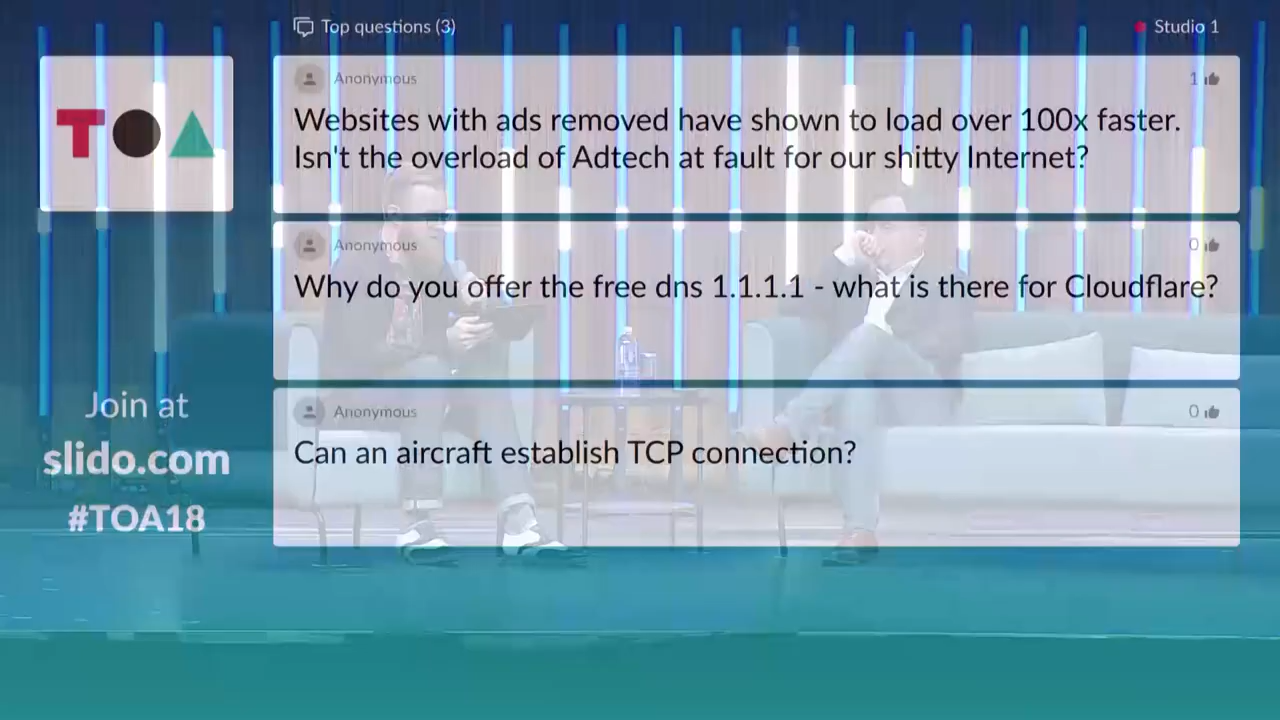 Top questions (3)
Studio 1
TOA
Anonymous
1
Websites with ads removed have shown to load over 100x faster.
Isn't the overload of Adtech at fault for our shitty Internet?
Anonymous
0
Why do you offer the free dns 1.1.1.1 - what is there for Cloudflare?
Anonymous
0
Can an aircraft establish TCP connection?
Join at
slido.com
#TOA18